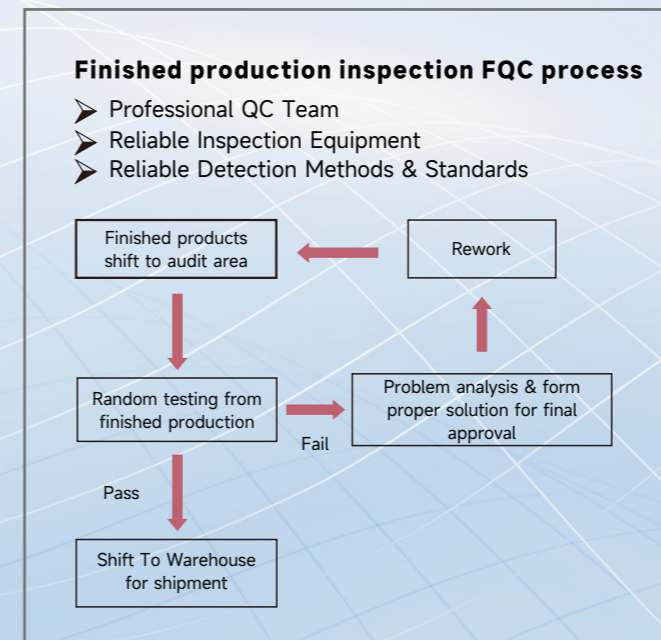 Finished production inspection FQC process
Professional QC Team
Reliable Inspection Equipment
Reliable Detection Methods & Standards
Finished products
shift to audit area
Rework
Random testing from
finished production
Fail
Problem analysis & form
proper solution for final
approval
Pass
Shift To Warehouse
for shipment